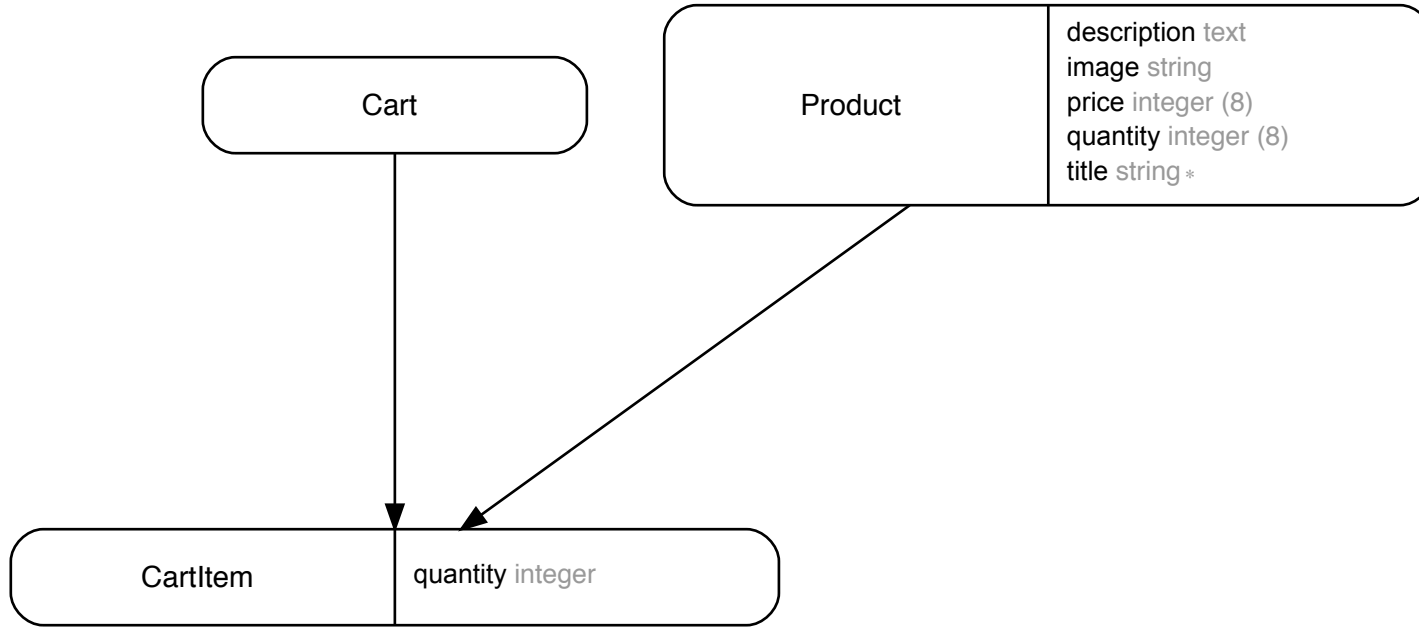 Cart
Product
description text
image string
price integer (8)
quantity integer (8)
title string *
CartItem
quantity integer